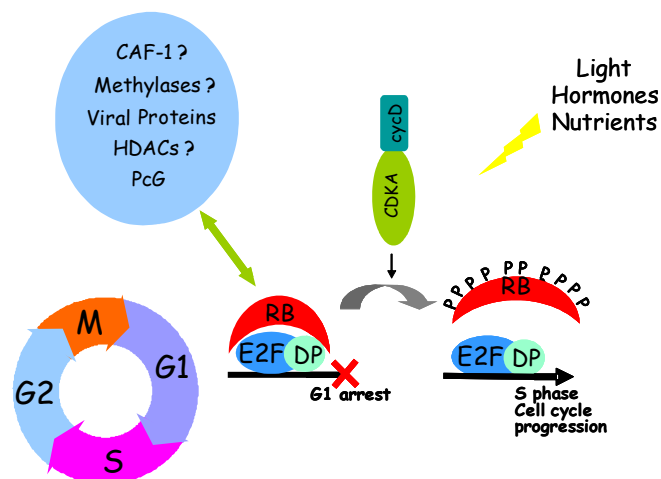 CAF-1?
Methylases?
Viral Proteins
HDACs?
PcG
cycD
CDKA
Light
Hormones
Nutrients
RB
E2F DP
G1 arrest
P P P P P P P P P P
RB
E2F DP
S phase
Cell cycle
progression
M
G1
G2
S